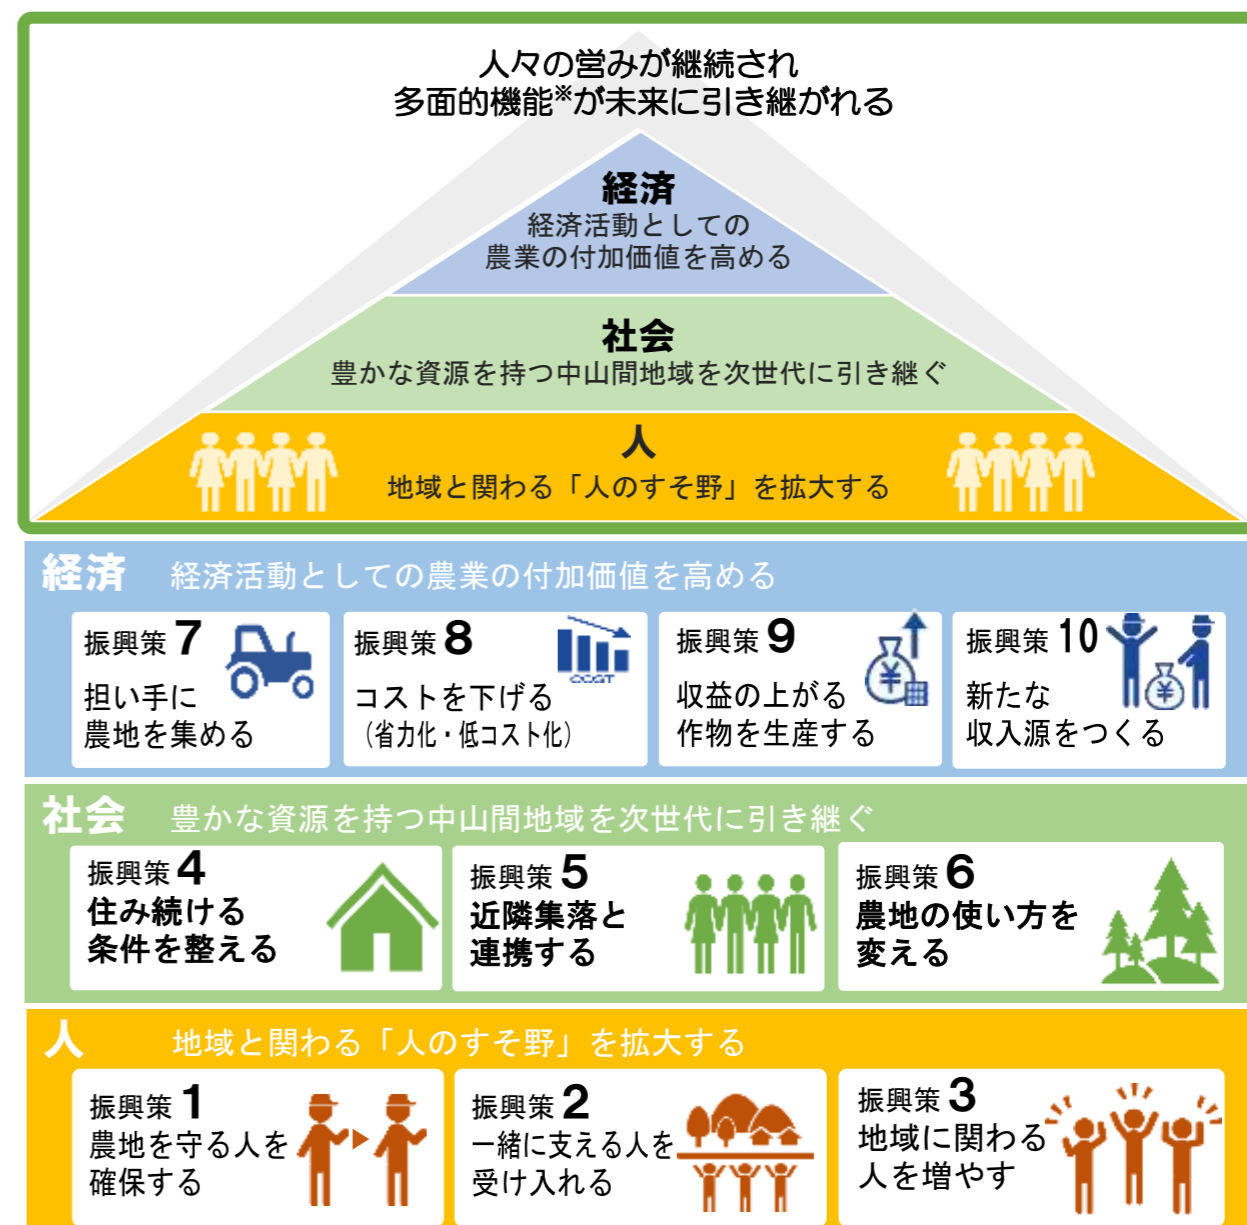 人々の営みが継続され
多面的機能※が未来に引き継がれる
経済
経済活動としての
農業の付加価値を高める
社会
豊かな資源を持つ中山間地域を次世代に引き継ぐ
人
地域と関わる「人のすそ野」を拡大する
経済 経済活動としての農業の付加価値を高める
振興策 7
担い手に
農地を集める
振興策 8
コストを下げる
（省力化・低コスト化）
COST
振興策 9
収益の上がる
作物を生産する
¥
振興策 10
新たな
収入源をつくる
¥
社会 豊かな資源を持つ中山間地域を次世代に引き継ぐ
振興策 4
住み続ける
条件を整える
振興策 5
近隣集落と
連携する
振興策 6
農地の使い方を
変える
人 地域と関わる「人のすそ野」を拡大する
振興策 1
農地を守る人を
確保する
振興策 2
一緒に支える人を
受け入れる
振興策 3
地域に関わる
人を増やす